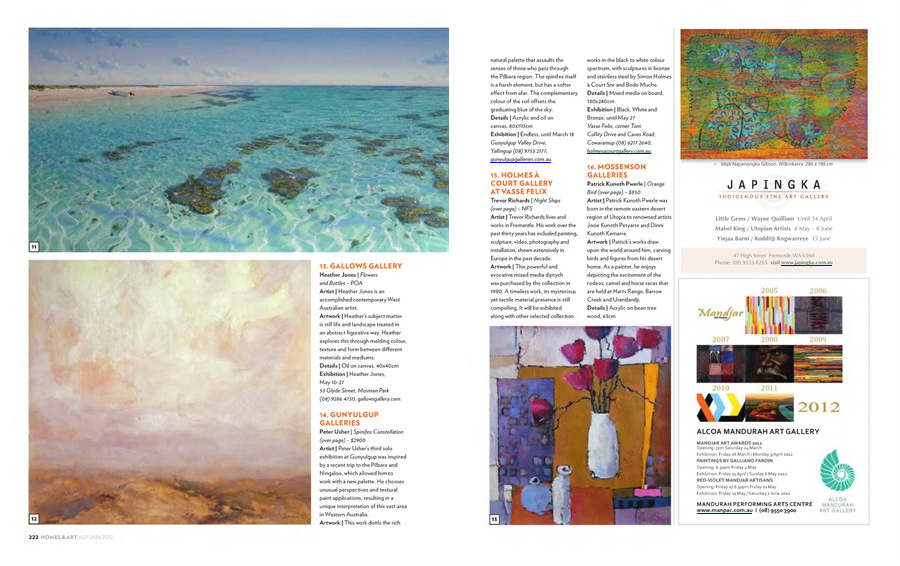 11
12
13. GALLOWS GALLERY
Heather Jones | Flowers
and Bottles – POA
Artist | Heather Jones is an
accomplished contemporary West
Australian artist.
Artwork | Heather's subject matter
is still life and landscape treated in
an abstract figurative way. Heather
explores this through melding colour,
texture and form between different
materials and mediums.
Details | Oil on canvas, 40x40cm
Exhibition | Heather Jones,
May 10-27
53 Glyde Street, Mosman Park
(08) 9286 4730, gallowsgallery.com.
14. GUNYULGUP
GALLERIES
Peter Usher | Spinifex Constellation
(over page) – $2900
Artist | Peter Usher's third solo
exhibition at Gunyulgup was inspired
by a recent trip to the Pilbara and
Ningaloo, which allowed him to
work with a new palette. He chooses
unusual perspectives and textural
paint applications, resulting in a
unique interpretation of this vast area
in Western Australia.
Artwork | This work distils the rich
222 HOMES&ART AUTUMN 2012
natural palette that assaults the
senses of those who pass through
the Pilbara region. The spinifex itself
is a harsh element, but has a softer
effect from afar. The complementary
colour of the soil offsets the
graduating blue of the sky.
Details | Acrylic and oil on
canvas, 80x110cm
Exhibition | Endless, until March 18
Gunyulgup Valley Drive,
Yallingup (08) 9755 2177,
gunyulgupgalleries.com.au.
15. HOLMES À
COURT GALLERY
AT VASSE FELIX
Trevor Richards | Night Ships
(over page) – NFS
Artist | Trevor Richards lives and
works in Fremantle. His work over the
past thirty years has included painting,
sculpture, video, photography and
installation, shown extensively in
Europe in the past decade.
Artwork | This powerful and
evocative mixed media diptych
was purchased by the collection in
1990. A timeless work, its mysterious
yet tactile material presence is still
compelling. It will be exhibited
along with other selected collection
works in the black to white colour
spectrum, with sculptures in bronze
and stainless steel by Simon Holmes
à Court Snr and Bodo Muche.
Details | Mixed media on board,
180x240cm
Exhibition | Black, White and
Bronze, until May 27
Vasse Felix, corner Tom
Cullity Drive and Caves Road,
Cowaramup (08) 6217 2640,
holmesacourtgallery.com.au.
16. MOSSENSON
GALLERIES
Patrick Kunoth Pwerle | Orange
Bird (over page) – $850
Artist | Patrick Kunoth Pwerle was
born in the remote eastern desert
region of Utopia to renowned artists
Josie Kunoth Petyarre and Dinni
Kunoth Kemarre.
Artwork | Patrick's works draw
upon the world around him, carving
birds and figures from his desert
home. As a painter, he enjoys
depicting the excitement of the
rodeos, camel and horse races that
are held at Harts Range, Barrow
Creek and Urandandji.
Details | Acrylic on bean tree
wood, 63cm
13
Mijili Napanangka Gibson Wilkinkarra 286 x 198 cm
JAPINGKA
INDIGENOUS FINE ART GALLERY
Little Gems / Wayne Quilliam Until 24 April
Mabel King / Utopian Artists 4 May - 6 June
Yinjaa Barni / Kudditji Kngwarreye 15 June
47 High Street Fremantle WA 6160
Phone: (08) 9335 8265 visit www.japingka.com.au
2005 2006
Mandjar
2007 2008 2009
2010 2011
2012
ALCOA MANDURAH ART GALLERY
MANDJAR ART AWARDS 2012
Opening: 7pm Saturday 24 March
Exhibition: Friday 16 March / Monday 9 April 2012
PAINTINGS BY GALLIANO FARDIN
Opening: 6.30pm Friday 4 May
Exhibition: Friday 13 April / Sunday 6 May 2012
RED-VIOLET MANDJAR ARTISANS
Exhibition: Friday 11 May / Saturday 2 June 2012
MANDURAH PERFORMING ARTS CENTRE
www.manpac.com.au I (08) 9550 3900
ALCOA
MANDURAH
ART GALLERY